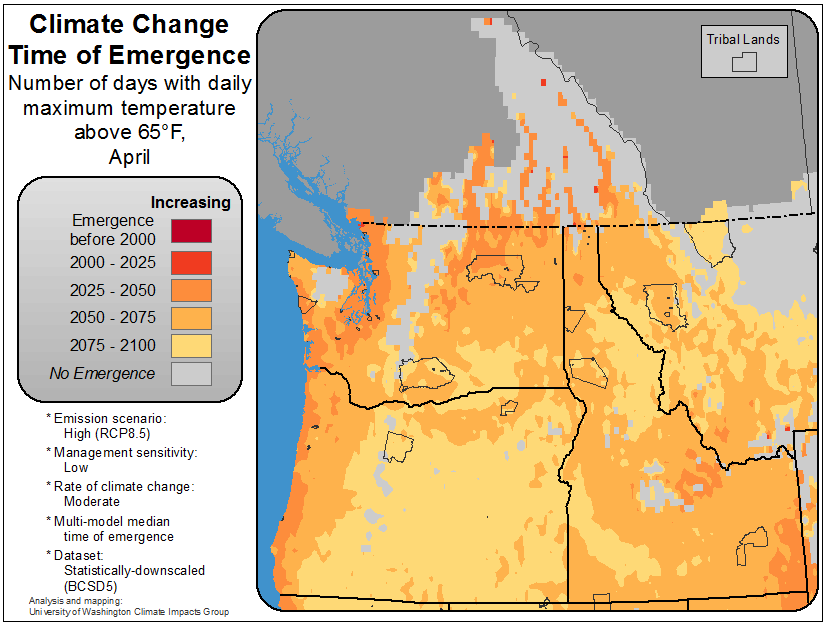 Climate Change
Time of Emergence
Number of days with daily
maximum temperature
above 65°F,
April
Increasing
Emergence
before 2000
2000 - 2025
2025 - 2050
2050 - 2075
2075 - 2100
No Emergence
* Emission scenario:
High (RCP8.5)
* Management sensitivity:
Low
* Rate of climate change:
Moderate
* Multi-model median
time of emergence
* Dataset:
Statistically-downscaled
(BCSD5)
Analysis and mapping:
University of Washington Climate Impacts Group
Tribal Lands